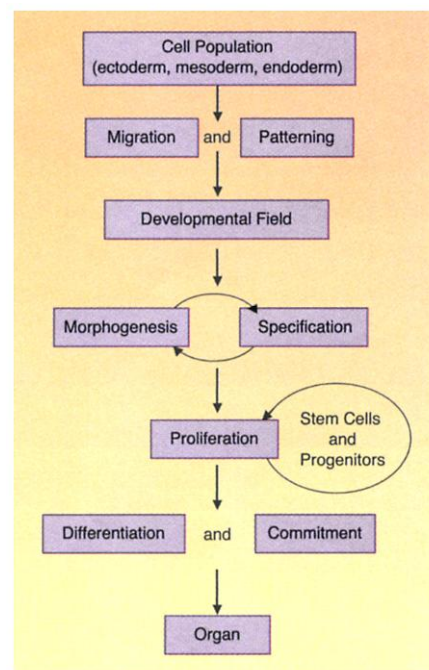 Cell Population
(ectoderm, mesoderm, endoderm)
Migration and Patterning
Developmental Field
Morphogenesis Specification
Stem Cells
and
Progenitors
Proliferation
Differentiation and Commitment
Organ